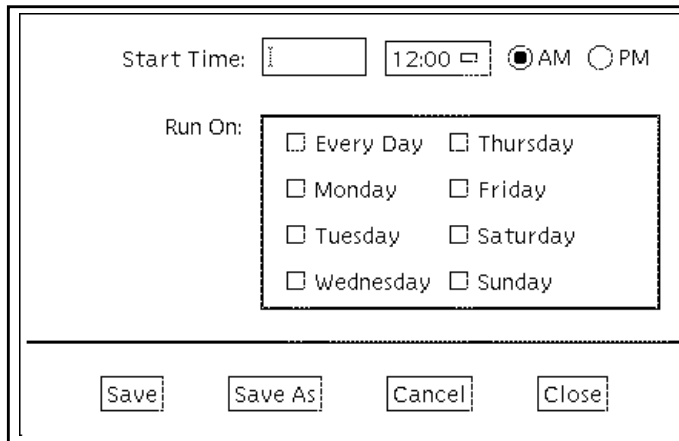 Start Time: 12:00 AM PM
Run On:
Every Day Thursday
Monday Friday
Tuesday Saturday
Wednesday Sunday
Save Save As Cancel Close